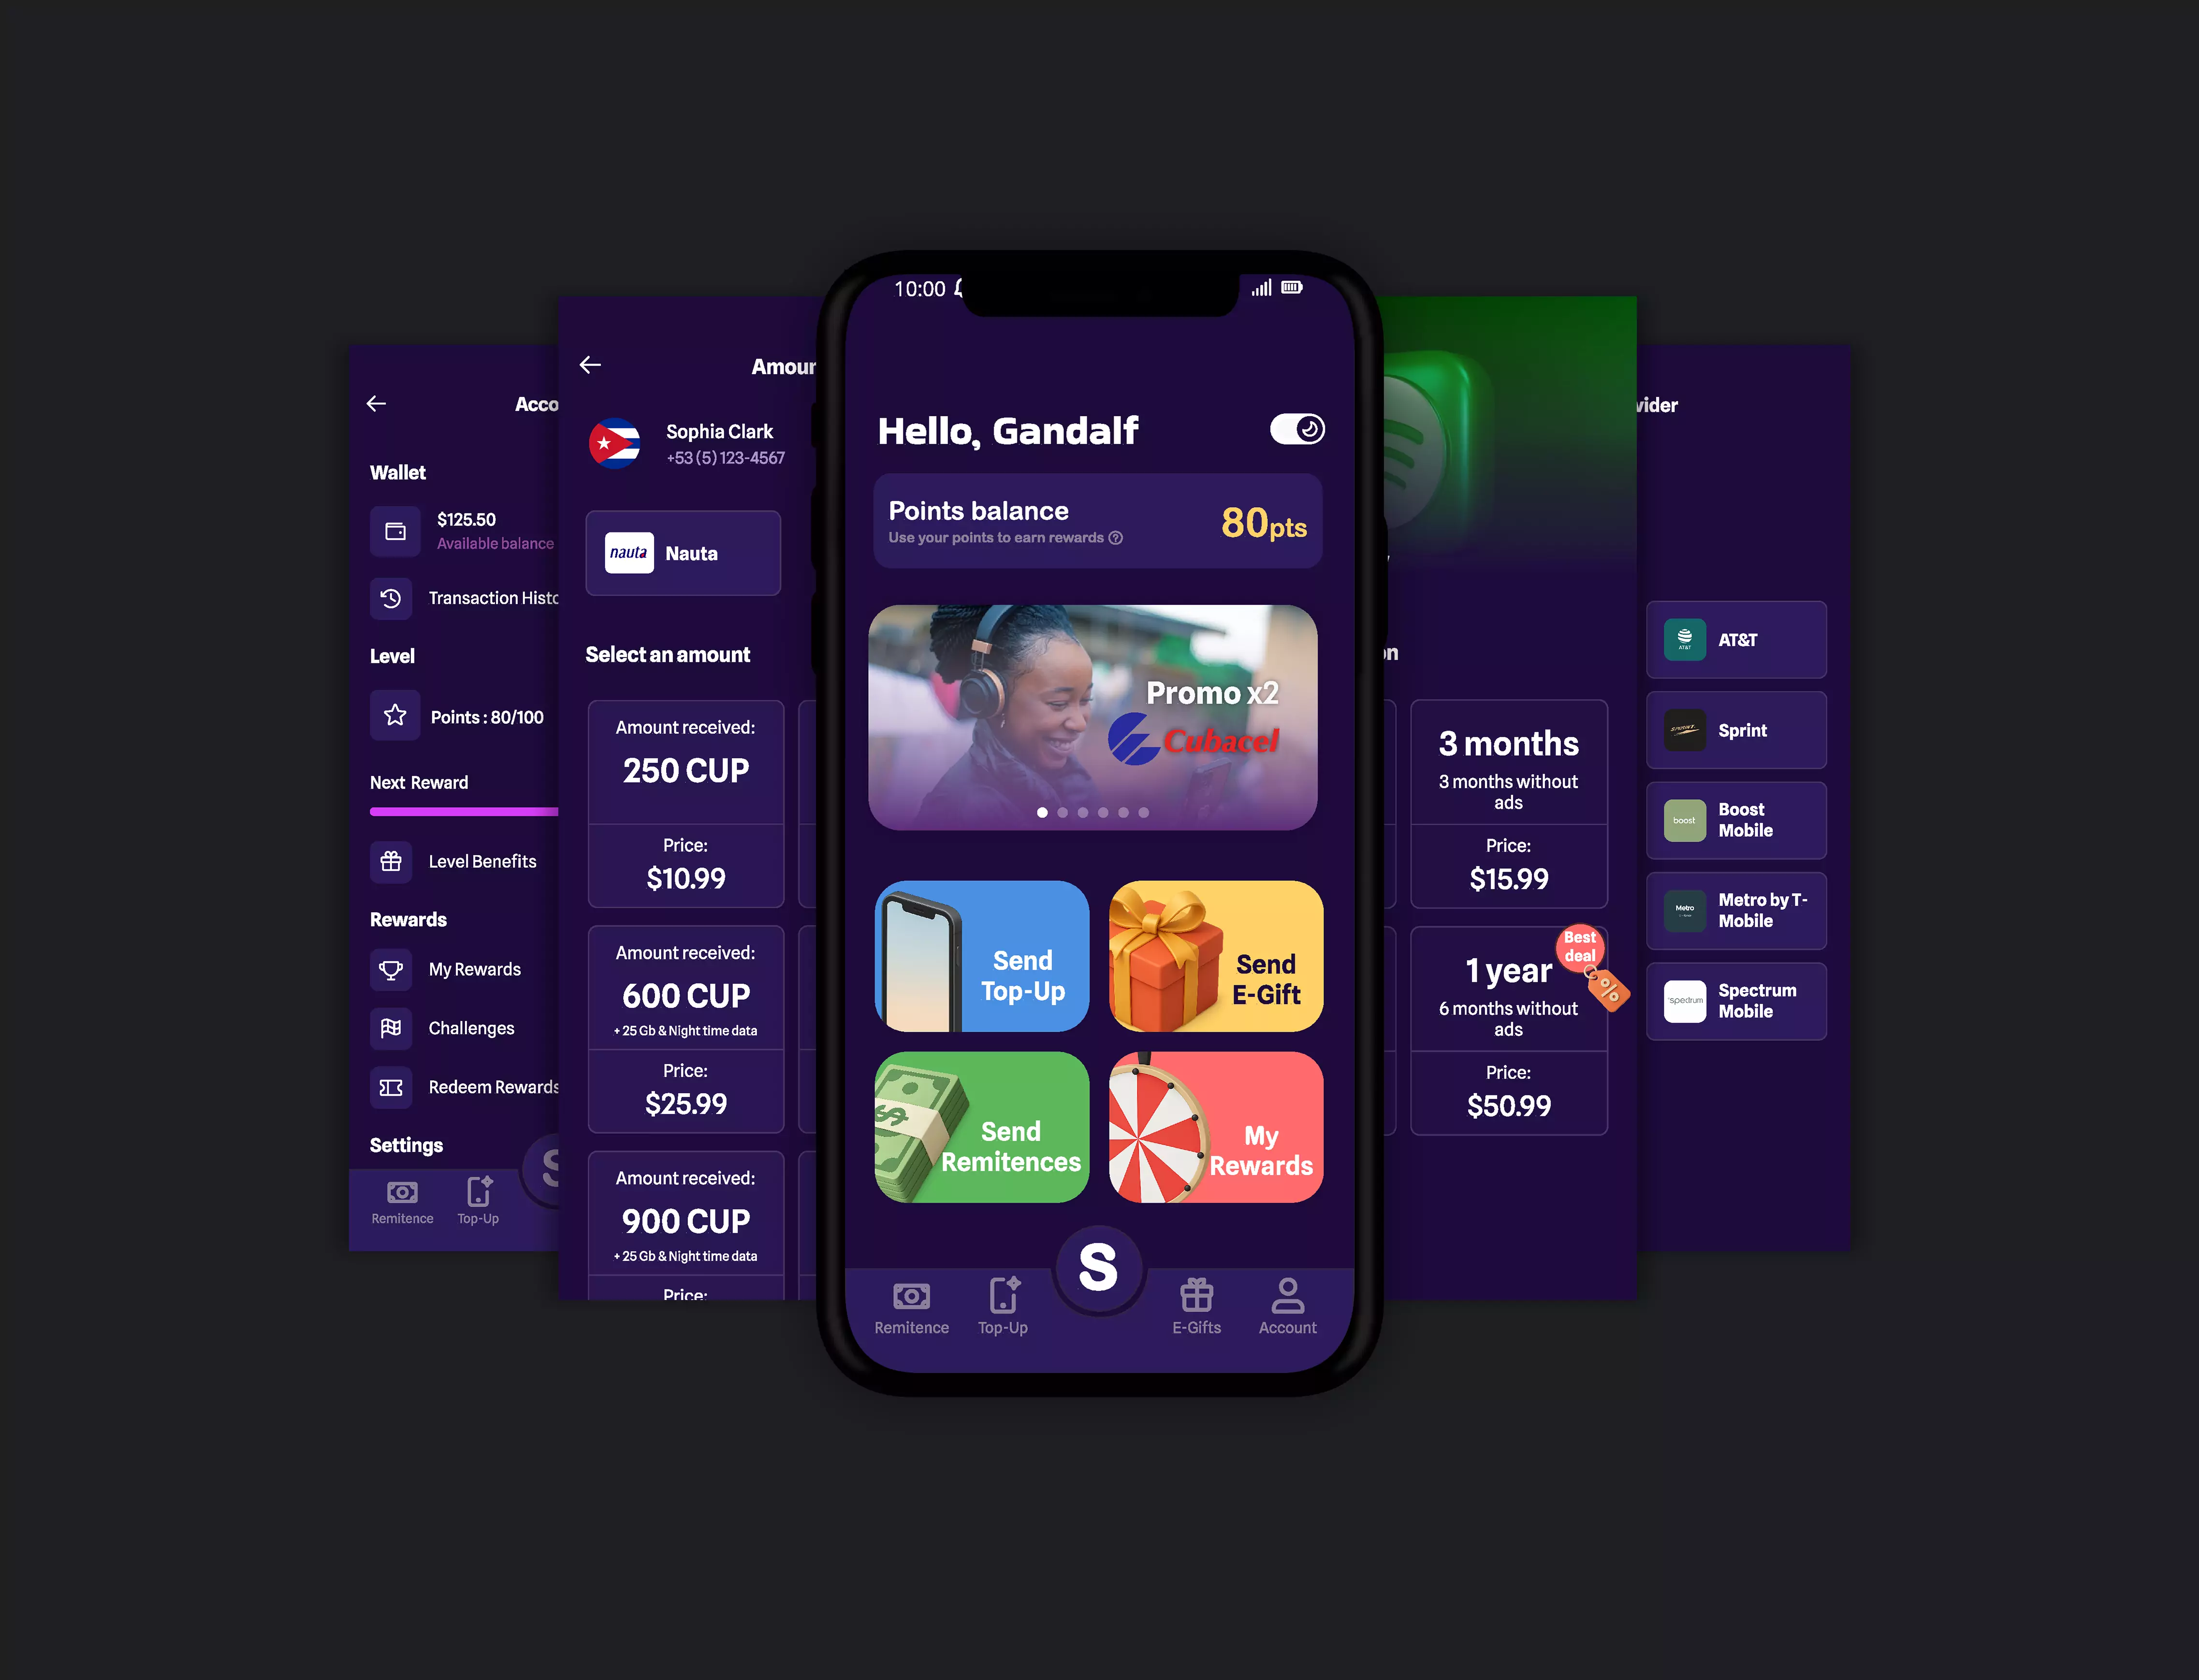 Acco
Wallet
$125.50
Available balance
Transaction Histo
Level
Points : 80/100
Next Reward
Level Benefits
Rewards
My Rewards
Challenges
Redeem Rewards
Settings
S
Remitence
Top-Up
Amour
Sophia Clark
+53 (5) 123-4567
nauta
Nauta
Select an amount
Amount received:
250 CUP
Price:
$10.99
Amount received:
600 CUP
+ 25 Gb & Night time data
Price:
$25.99
Amount received:
900 CUP
+ 25 Gb & Night time data
Price:
10:00
Hello, Gandalf
Points balance
Use your points to earn rewards
80pts
Promo x2
Cubacel
Send
Top-Up
Send
E-Gift
Send
Remitences
My
Rewards
S
Remitence
Top-Up
E-Gifts
Account
on
3 months
3 months without
ads
Price:
$15.99
Best
deal
1 year
6 months without
ads
Price:
$50.99
vider
AT&T
AT&T
Sprint
boost
Boost
Mobile
Metro
Metro by T-
Mobile
Spectrum
Spectrum
Mobile